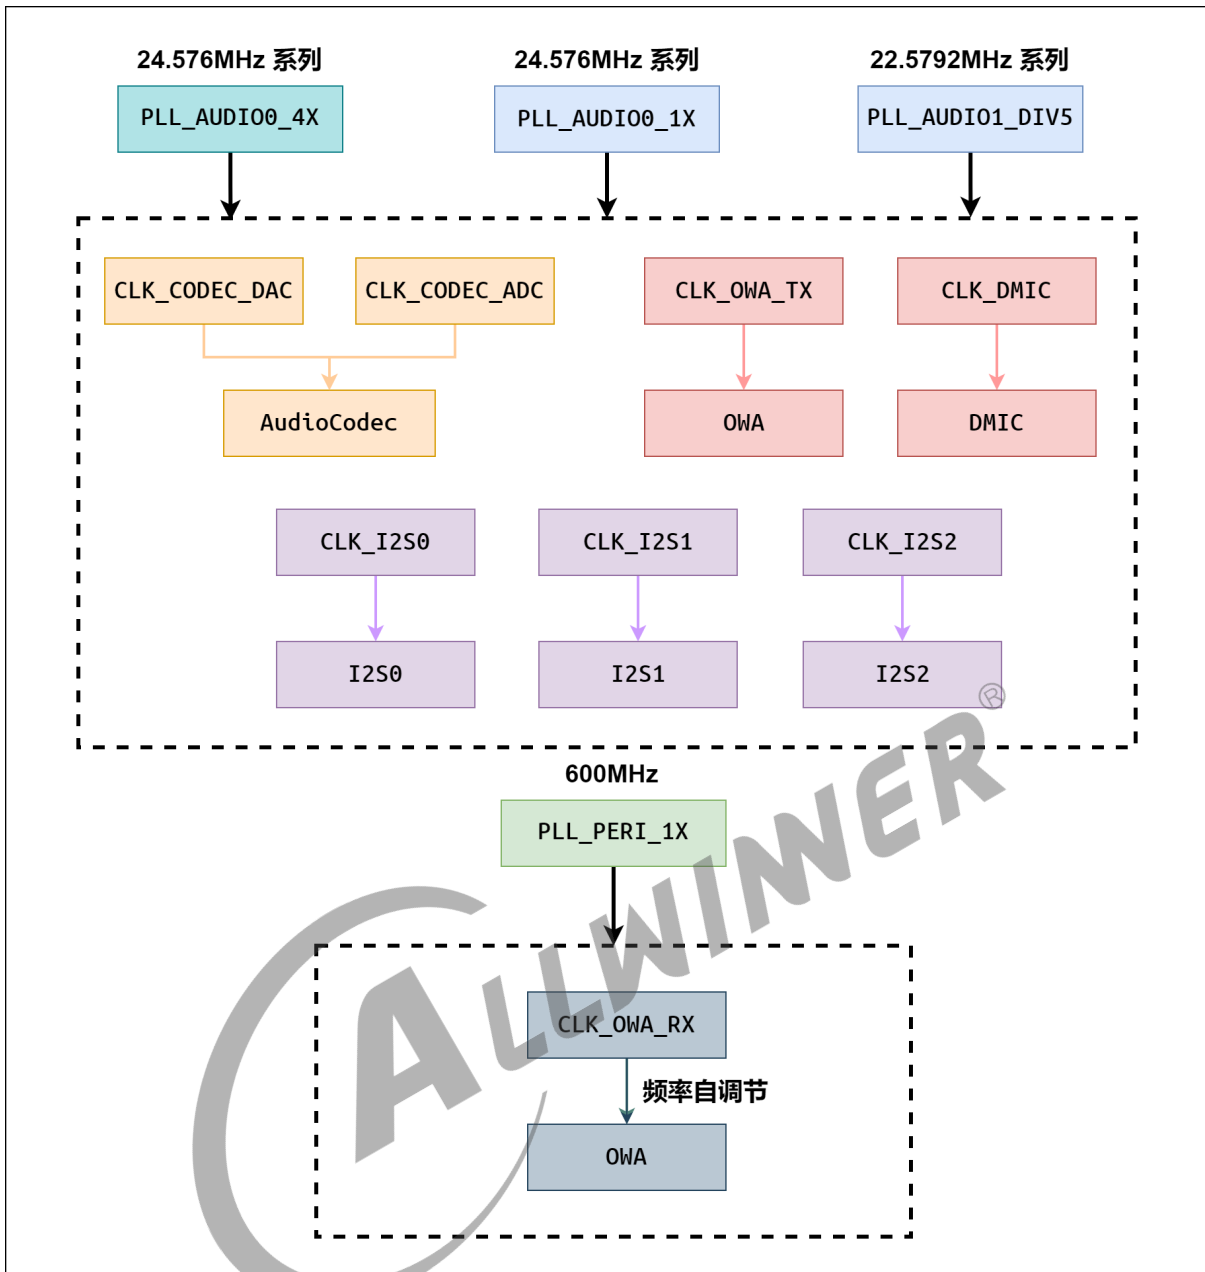 24.576MHz 系列
24.576MHz 系列
22.5792MHz 系列
PLL_AUDIO0_4X
PLL_AUDIO0_1X
PLL_AUDIO1_DIV5
CLK_CODEC_DAC
CLK_CODEC_ADC
CLK_OWA_TX
CLK_DMIC
AudioCodec
OWA
DMIC
CLK_I2S0
CLK_I2S1
CLK_I2S2
I2S0
I2S1
I2S2
600MHz
PLL_PERI_1X
CLK_OWA_RX
频率自调节
OWA
ALLWINNER®